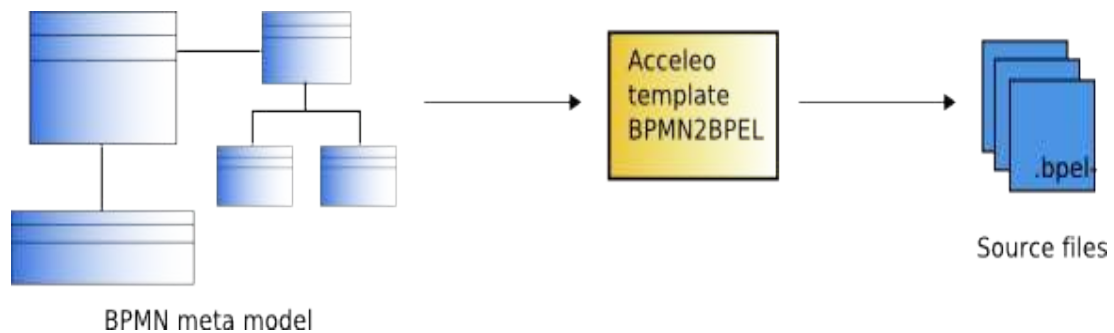 Acceleo
template
BPMN2BPEL
.bpel-
Source files
BPMN meta model